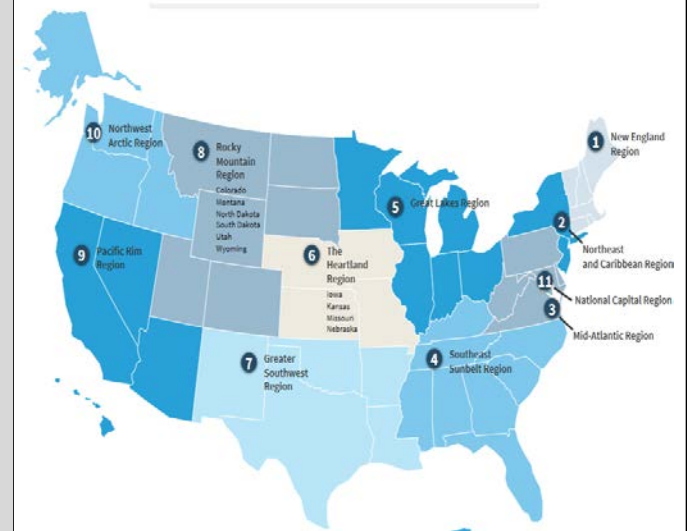 10
Northwest
Arctic Region
8
Rocky
Mountain
Region
Colorado
Montana
North Dakota
South Dakota
Utah
Wyoming
1
New England
Region
5
Great Lakes Region
2
Northeast
and Caribbean Region
9
Pacific Rim
Region
6
The
Heartland
Region
Iowa
Kansas
Missouri
Nebraska
11
National Capital Region
3
Mid-Atlantic Region
7
Greater
Southwest
Region
4
Southeast
Sunbelt Region